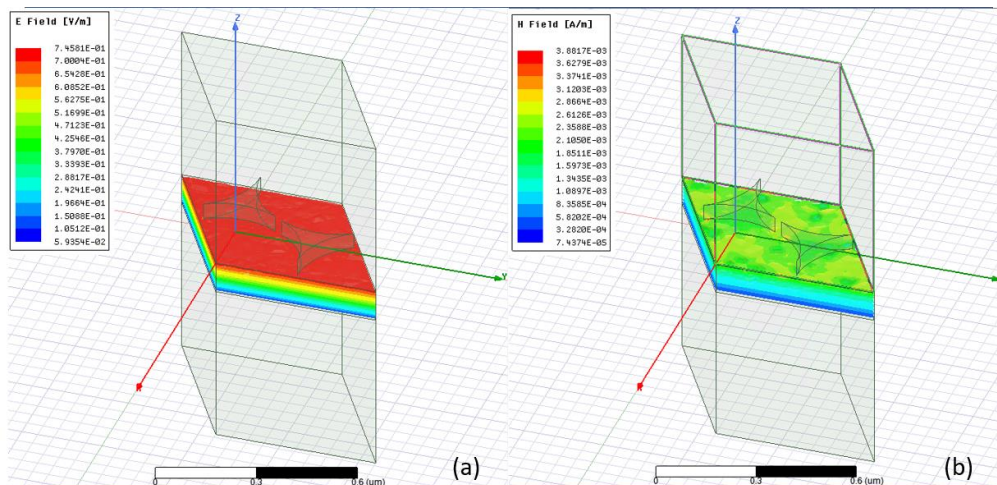 E Field [V/m]
7.4581E-01
7.0004E-01
6.5428E-01
6.0852E-01
5.6275E-01
5.1699E-01
4.7123E-01
4.2546E-01
3.7970E-01
3.3393E-01
2.8817E-01
2.4241E-01
1.9664E-01
1.5088E-01
1.0512E-01
5.9354E-02
Z
Y
0
0.3
0.6 (um)
(a)
H Field [A/m]
3.8817E-03
3.6279E-03
3.3741E-03
3.1203E-03
2.8664E-03
2.6126E-03
2.3588E-03
2.1050E-03
1.8511E-03
1.5973E-03
1.3435E-03
1.0897E-03
8.3585E-04
5.8202E-04
3.2820E-04
7.4374E-05
Z
0
0.3
0.6 (um)
(b)